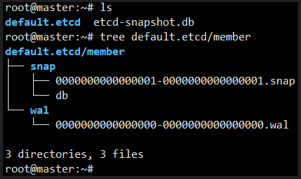 root@master:~# ls
default.etcd  etcd-snapshot.db
root@master:~# tree default.etcd/member
default.etcd/member
├── snap
│   ├── 0000000000000001-0000000000000001.snap
│   └── db
└── wal
    └── 0000000000000000-0000000000000000.wal

3 directories, 3 files
root@master:~#